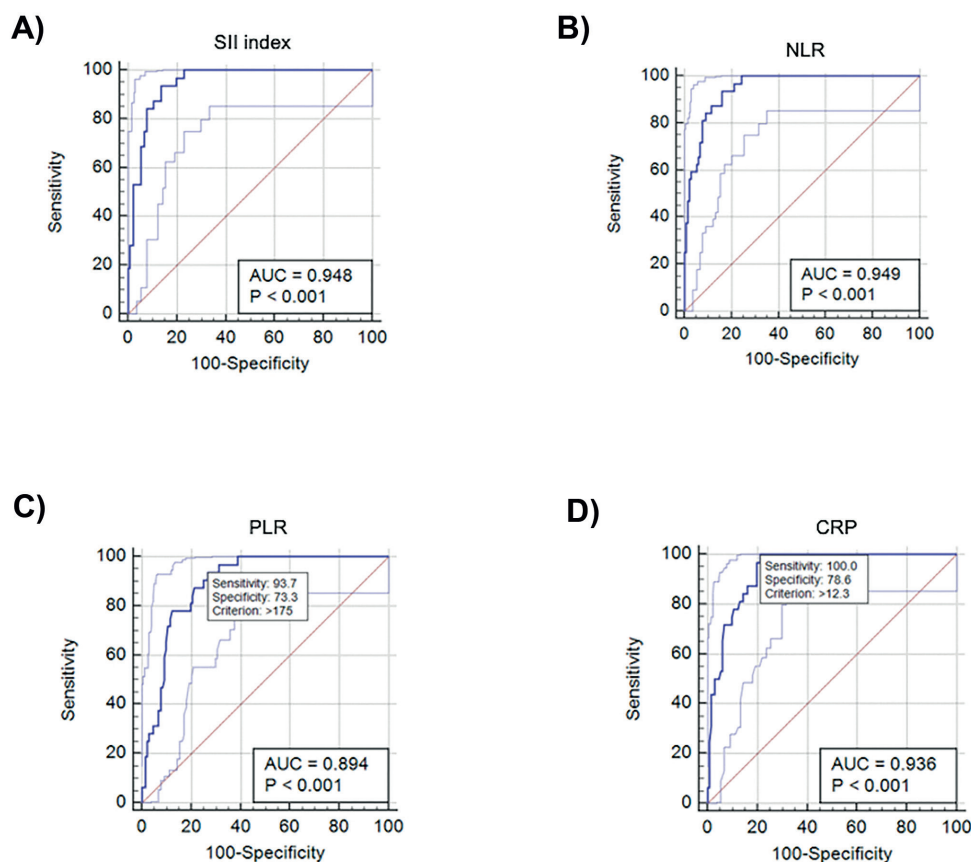 A)
SII index
100
80
60
40
20
0
Sensitivity
AUC = 0.948
P < 0.001
0 20 40 60 80 100
100-Specificity
B)
NLR
100
80
60
40
20
0
Sensitivity
AUC = 0.949
P < 0.001
0 20 40 60 80 100
100-Specificity
C)
PLR
100
80
60
40
20
0
Sensitivity
Sensitivity: 93.7
Specificity: 73.3
Criterion: >175
AUC = 0.894
P < 0.001
0 20 40 60 80 100
100-Specificity
D)
CRP
100
80
60
40
20
0
Sensitivity
Sensitivity: 100.0
Specificity: 78.6
Criterion: >12.3
AUC = 0.936
P < 0.001
0 20 40 60 80 100
100-Specificity